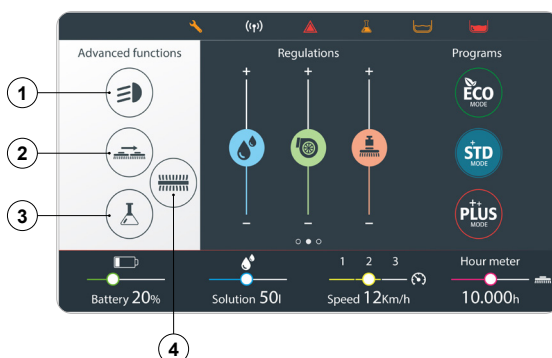 Advanced functions
Regulations
Programs
1
2
3
4
+ + +
- - -
ECO
MODE
+
STD
MODE
++
PLUS
MODE
1 2 3
Hour meter
Battery 20%
Solution 50l
Speed 12Km/h
10.000h